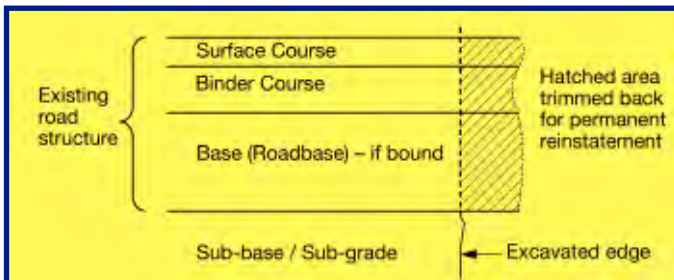 Surface Course
Binder Course
Existing
road
structure
Base (Roadbase) – if bound
Hatched area
trimmed back
for permanent
reinstatement
Sub-base / Sub-grade
Excavated edge